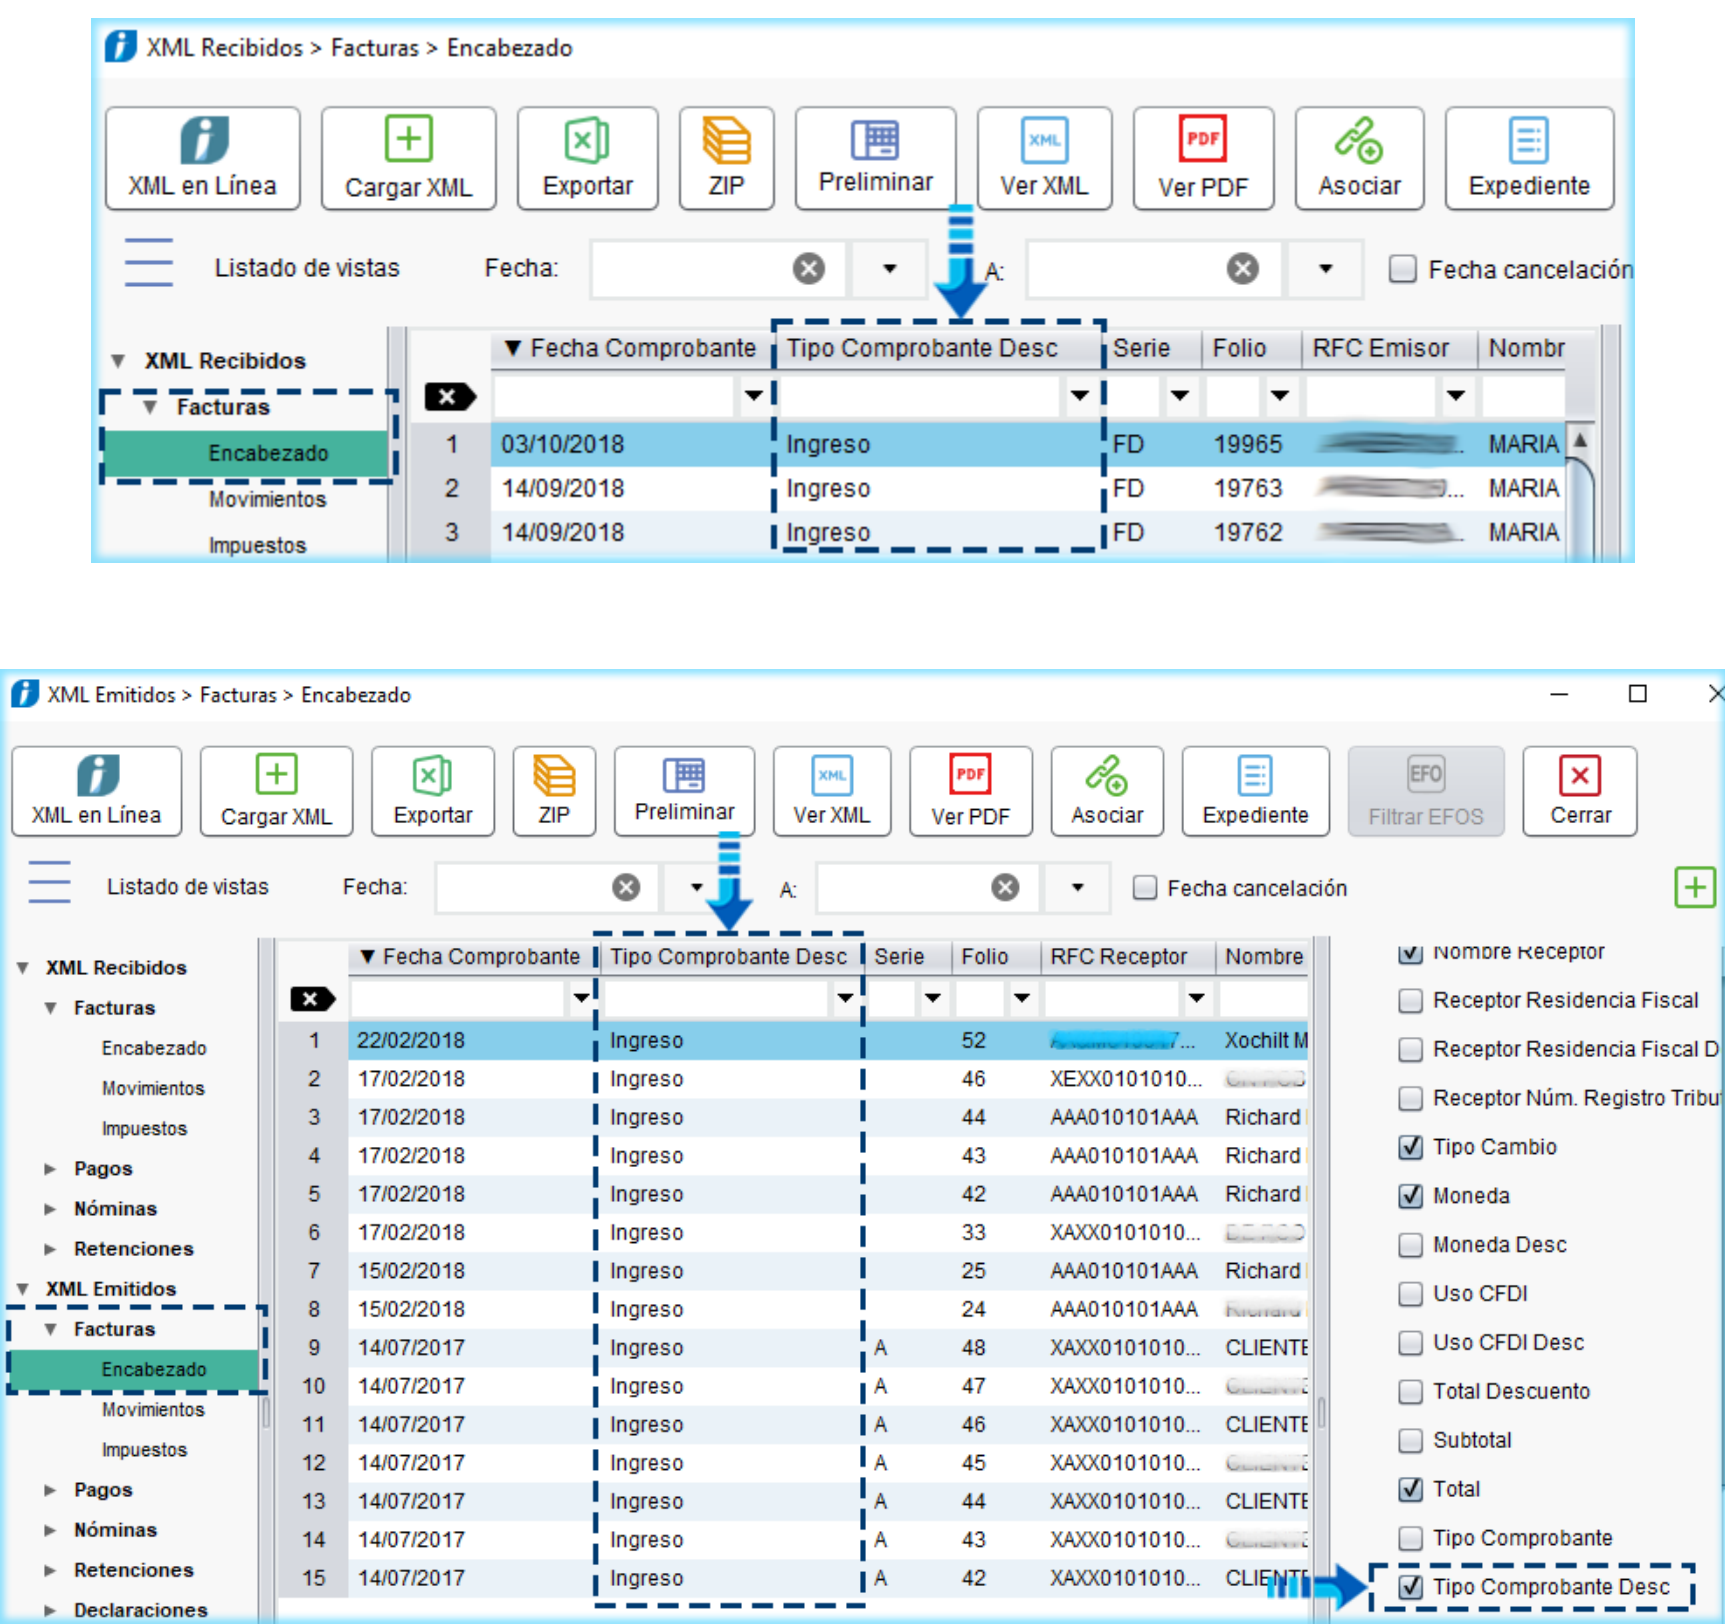 XML Recibidos > Facturas > Encabezado
XML en Línea
Cargar XML
Exportar
ZIP
Preliminar
XML
Ver XML
PDF
Ver PDF
Asociar
Expediente
Listado de vistas
Fecha:
A:
Fecha cancelación
XML Recibidos
Facturas
Encabezado
Movimientos
Impuestos
▼ Fecha Comprobante Tipo Comprobante Desc Serie Folio RFC Emisor Nombr
1 03/10/2018 Ingreso FD 19965 MARIA
2 14/09/2018 Ingreso FD 19763 ... MARIA
3 14/09/2018 Ingreso FD 19762 MARIA
XML Emitidos > Facturas > Encabezado
XML en Línea
Cargar XML
Exportar
ZIP
Preliminar
XML
Ver XML
PDF
Ver PDF
Asociar
Expediente
EFO
Filtrar EFOS
Cerrar
Listado de vistas
Fecha:
A:
Fecha cancelación
XML Recibidos
Facturas
Encabezado
Movimientos
Impuestos
Pagos
Nóminas
Retenciones
XML Emitidos
Facturas
Encabezado
Movimientos
Impuestos
Pagos
Nóminas
Retenciones
Declaraciones
▼ Fecha Comprobante Tipo Comprobante Desc Serie Folio RFC Receptor Nombre
1 22/02/2018 Ingreso 52 Xochilt M
2 17/02/2018 Ingreso 46 XEXX0101010...
3 17/02/2018 Ingreso 44 AAA010101AAA Richard
4 17/02/2018 Ingreso 43 AAA010101AAA Richard
5 17/02/2018 Ingreso 42 AAA010101AAA Richard
6 17/02/2018 Ingreso 33 XAXX0101010...
7 15/02/2018 Ingreso 25 AAA010101AAA Richard
8 15/02/2018 Ingreso 24 AAA010101AAA
9 14/07/2017 Ingreso A 48 XAXX0101010... CLIENTE
10 14/07/2017 Ingreso A 47 XAXX0101010...
11 14/07/2017 Ingreso A 46 XAXX0101010... CLIENTE
12 14/07/2017 Ingreso A 45 XAXX0101010...
13 14/07/2017 Ingreso A 44 XAXX0101010... CLIENTE
14 14/07/2017 Ingreso A 43 XAXX0101010...
15 14/07/2017 Ingreso A 42 XAXX0101010... CLIENTE
Nombre Receptor
Receptor Residencia Fiscal
Receptor Residencia Fiscal D
Receptor Núm. Registro Tribu
Tipo Cambio
Moneda
Moneda Desc
Uso CFDI
Uso CFDI Desc
Total Descuento
Subtotal
Total
Tipo Comprobante
Tipo Comprobante Desc